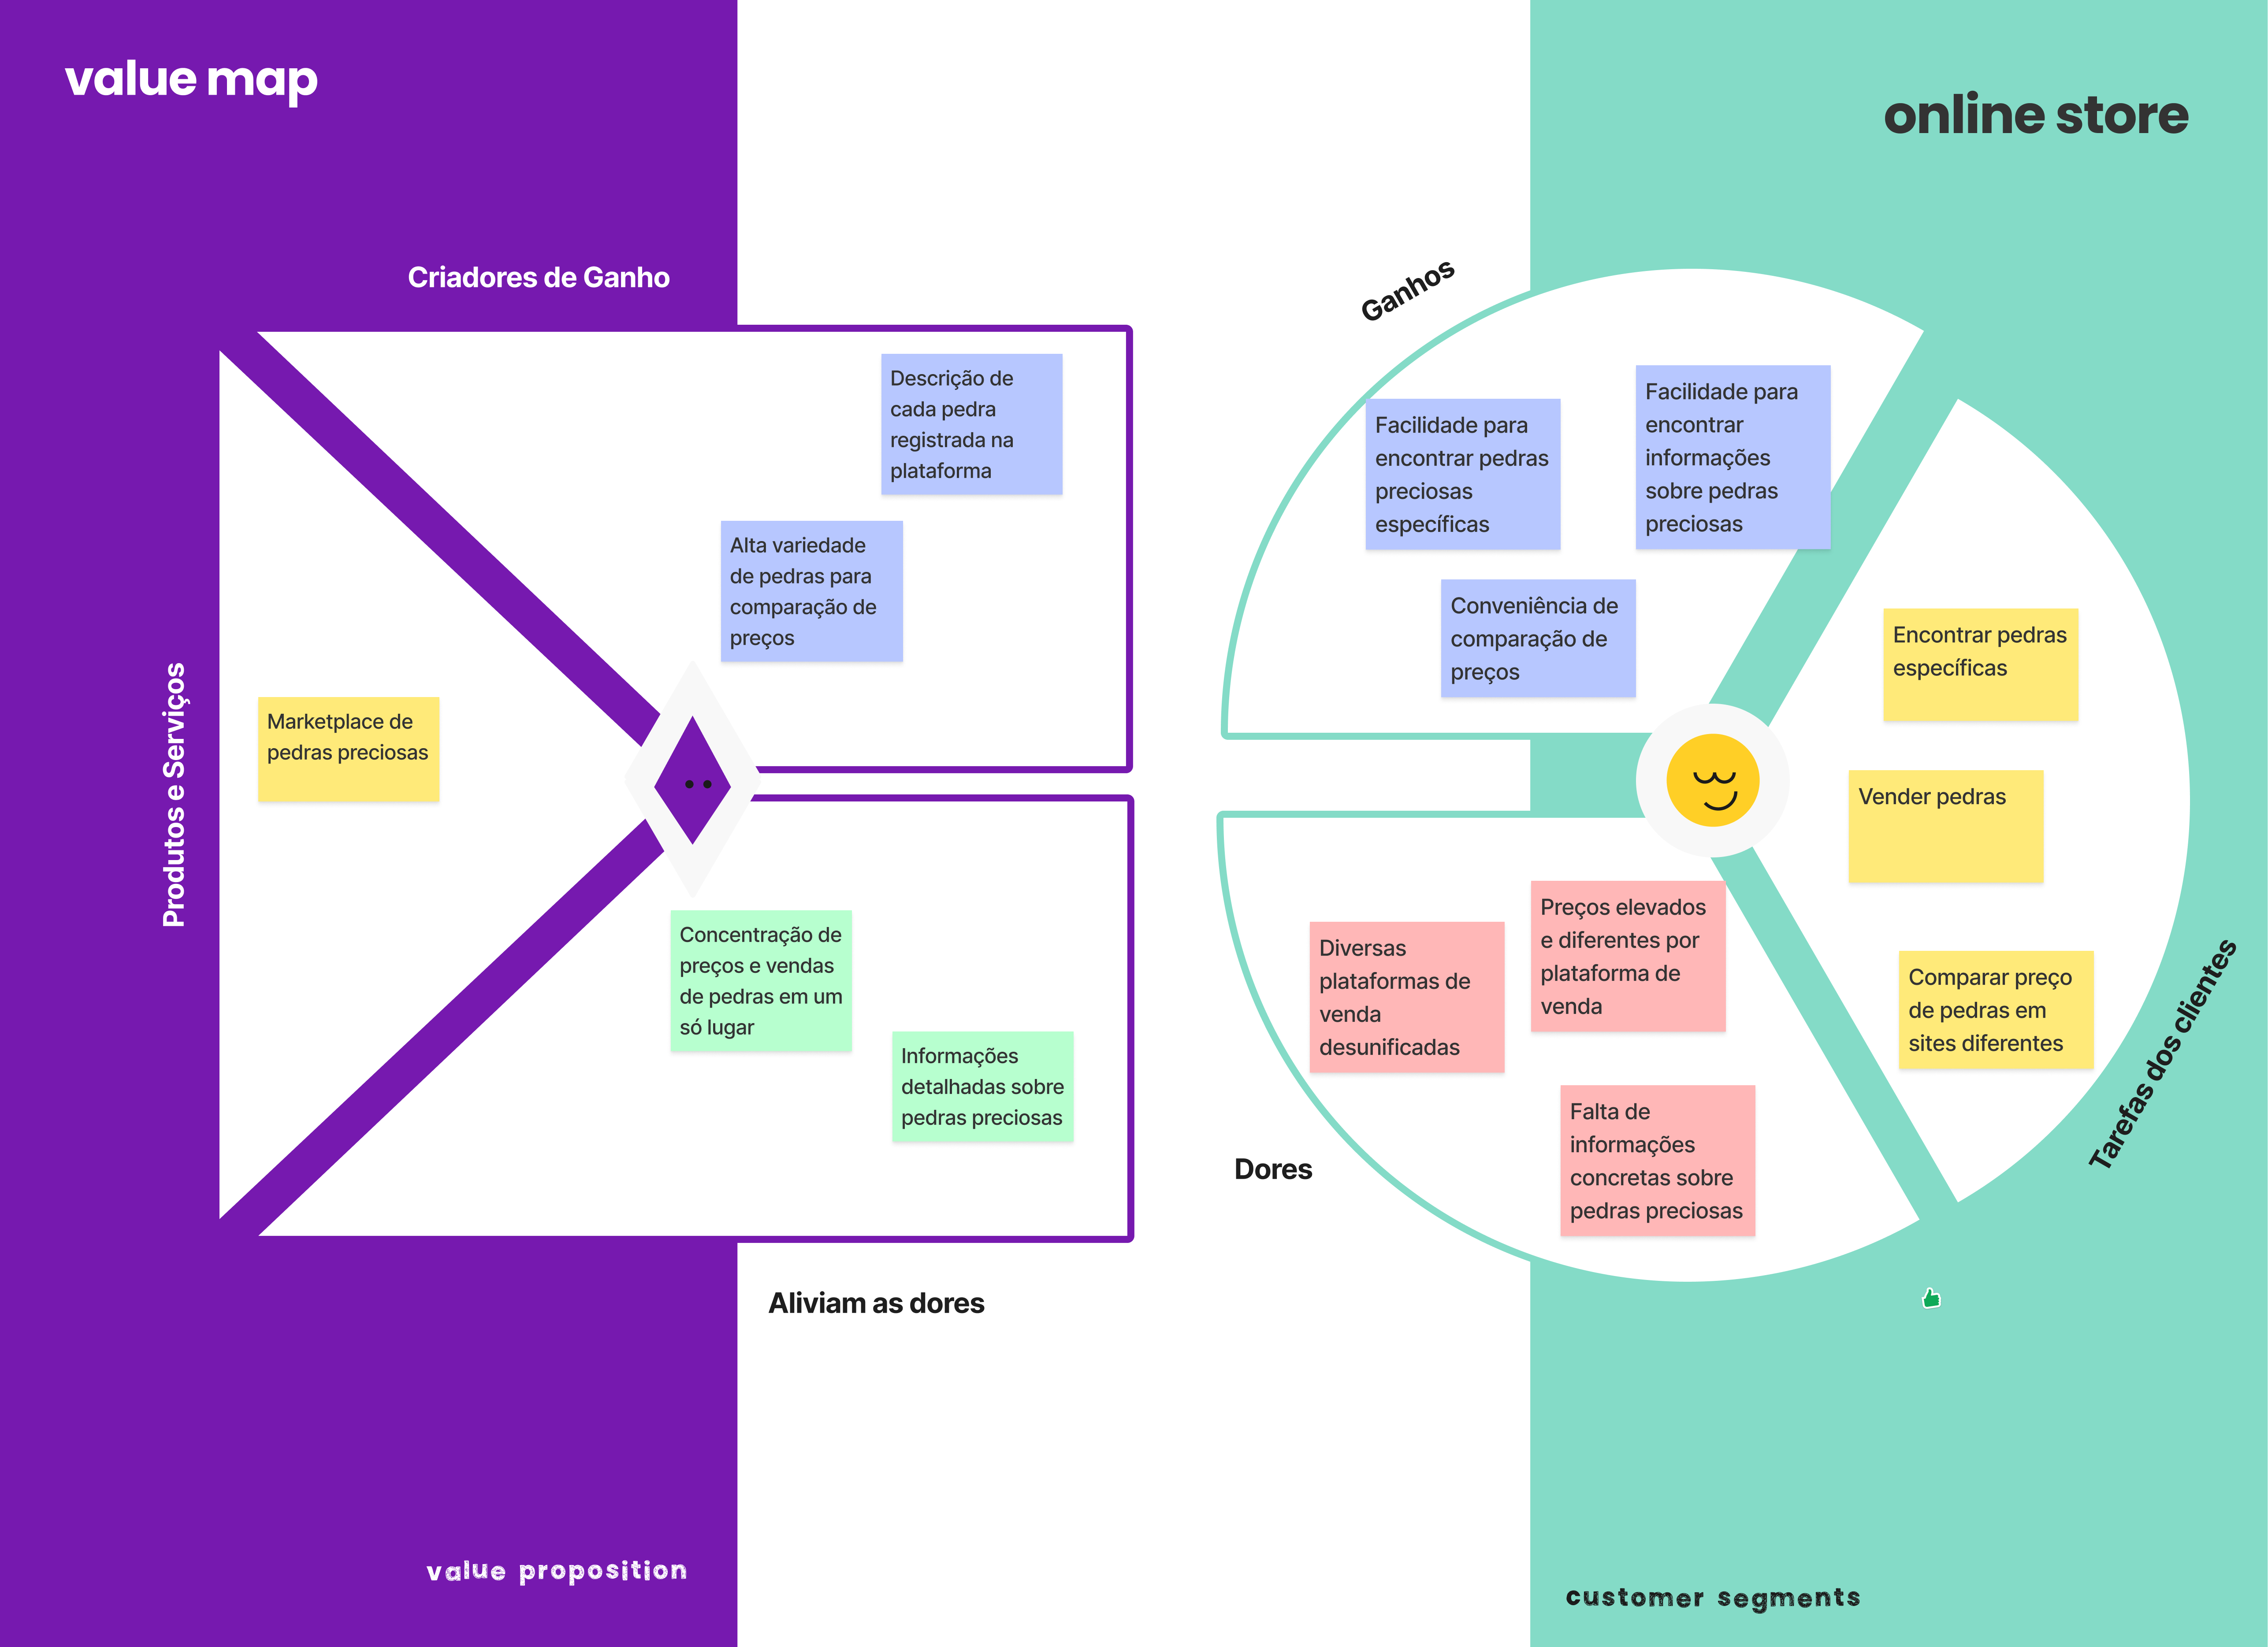 value map
online store
Criadores de Ganho
Descrição de
cada pedra
registrada na
plataforma
Alta variedade
de pedras para
comparação de
preços
Produtos e Serviços
Marketplace de
pedras preciosas
Concentração de
preços e vendas
de pedras em um
só lugar
Informações
detalhadas sobre
pedras preciosas
Aliviam as dores
value proposition
Ganhos
Facilidade para
encontrar pedras
preciosas
específicas
Facilidade para
encontrar
informações
sobre pedras
preciosas
Conveniência de
comparação de
preços
Encontrar pedras
específicas
Vender pedras
Comparar preço
de pedras em
sites diferentes
Tarefas dos clientes
Diversas
plataformas de
venda
desunificadas
Preços elevados
e diferentes por
plataforma de
venda
Falta de
informações
concretas sobre
pedras preciosas
Dores
customer segments